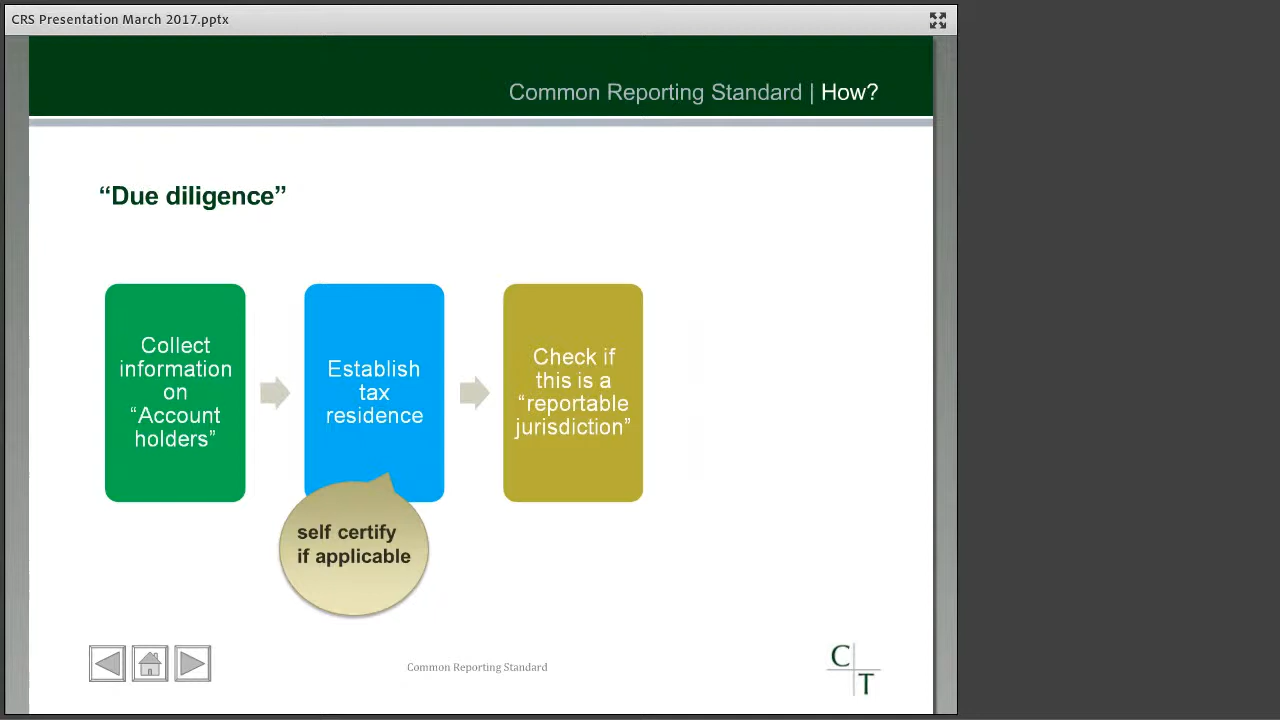 CRS Presentation March 2017.pptx
Common Reporting Standard | How?
“Due diligence”
Collect
information
on
“Account
holders”
Establish
tax
residence
Check if
this is a
“reportable
jurisdiction”
self certify
if applicable
Common Reporting Standard
C
T